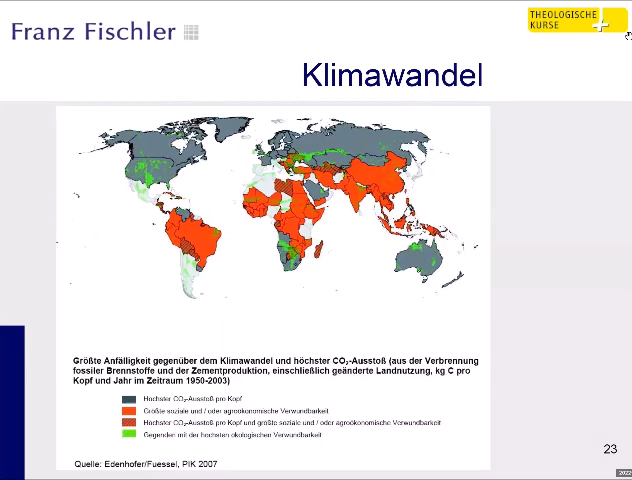 Franz Fischler
THEOLOGISCHE
KURSE
Klimawandel
Größte Anfälligkeit gegenüber dem Klimawandel und höchster CO₂-Ausstoß (aus der Verbrennung
fossiler Brennstoffe und der Zementproduktion, einschließlich geänderte Landnutzung, kg C pro
Kopf und Jahr im Zeitraum 1950-2003)
Höchster CO₂-Ausstoß pro Kopf
Größte soziale und / oder agroökonomische Verwundbarkeit
Höchster CO₂-Ausstoß pro Kopf und größte soziale und / oder agroökonomische Verwundbarkeit
Gegenden mit der höchsten ökologischen Verwundbarkeit
Quelle: Edenhofer/Fuessel, PIK 2007
23
2022